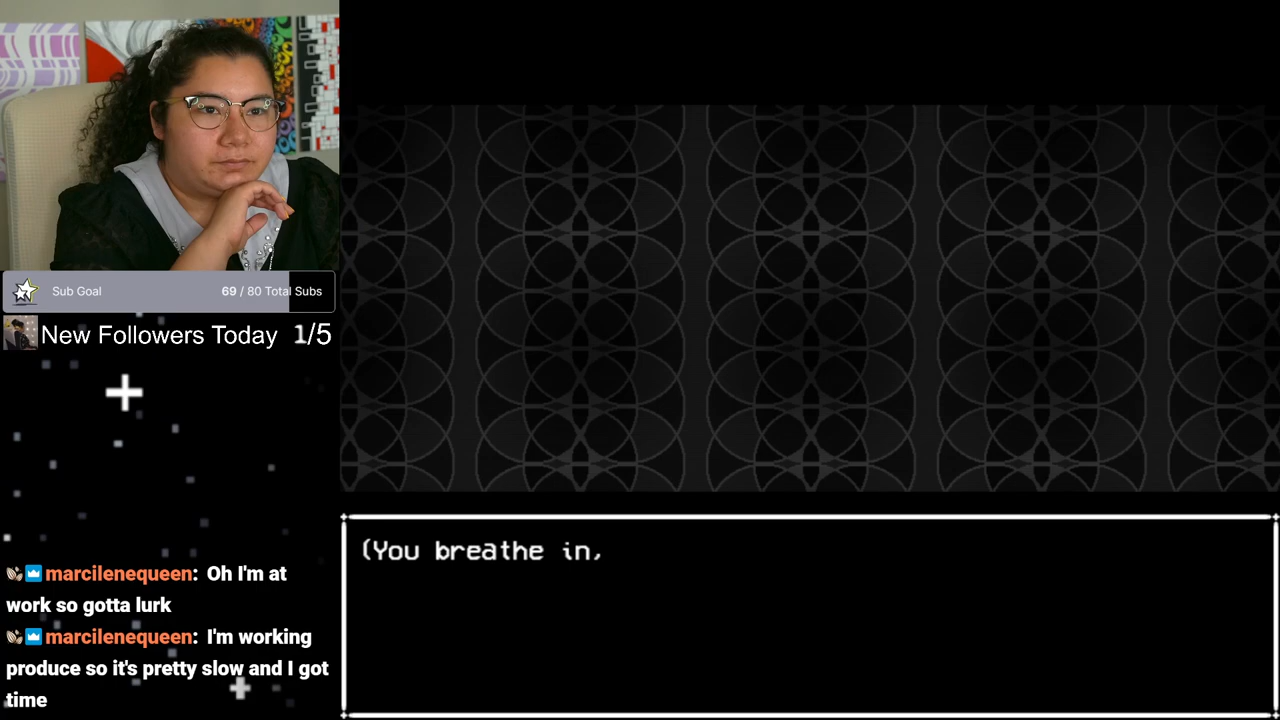 Sub Goal 69 / 80 Total Subs
New Followers Today 1/5
marcilenequeen: Oh I'm at
work so gotta lurk
marcilenequeen: I'm working
produce so it's pretty slow and I got
time
(You breathe in,